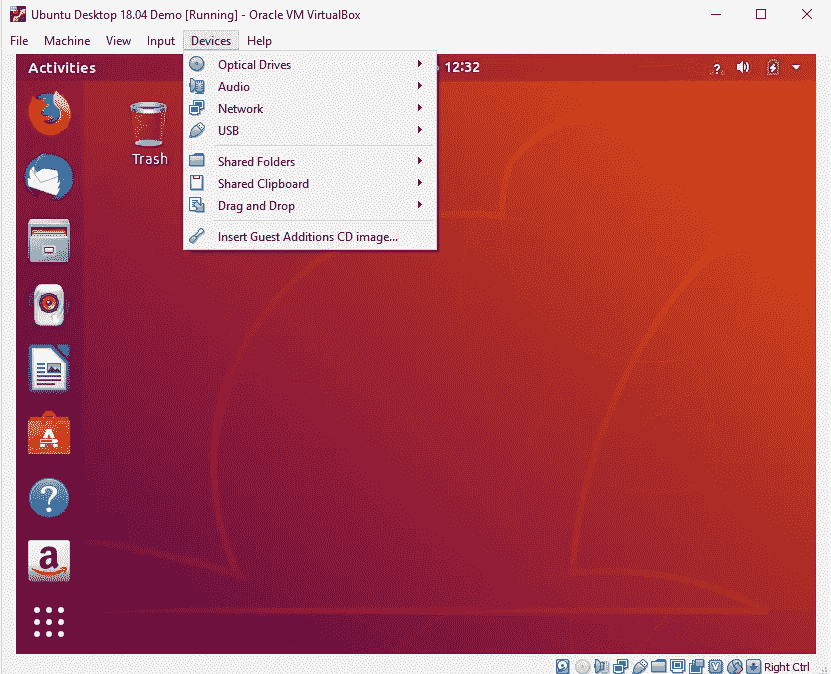 Ubuntu Desktop 18.04 Demo [Running] - Oracle VM VirtualBox
File Machine View Input Devices Help
Activities
12:32
?
Optical Drives
Audio
Network
USB
Shared Folders
Shared Clipboard
Drag and Drop
Insert Guest Additions CD image...
Trash
A
?
a
V
Right Ctrl